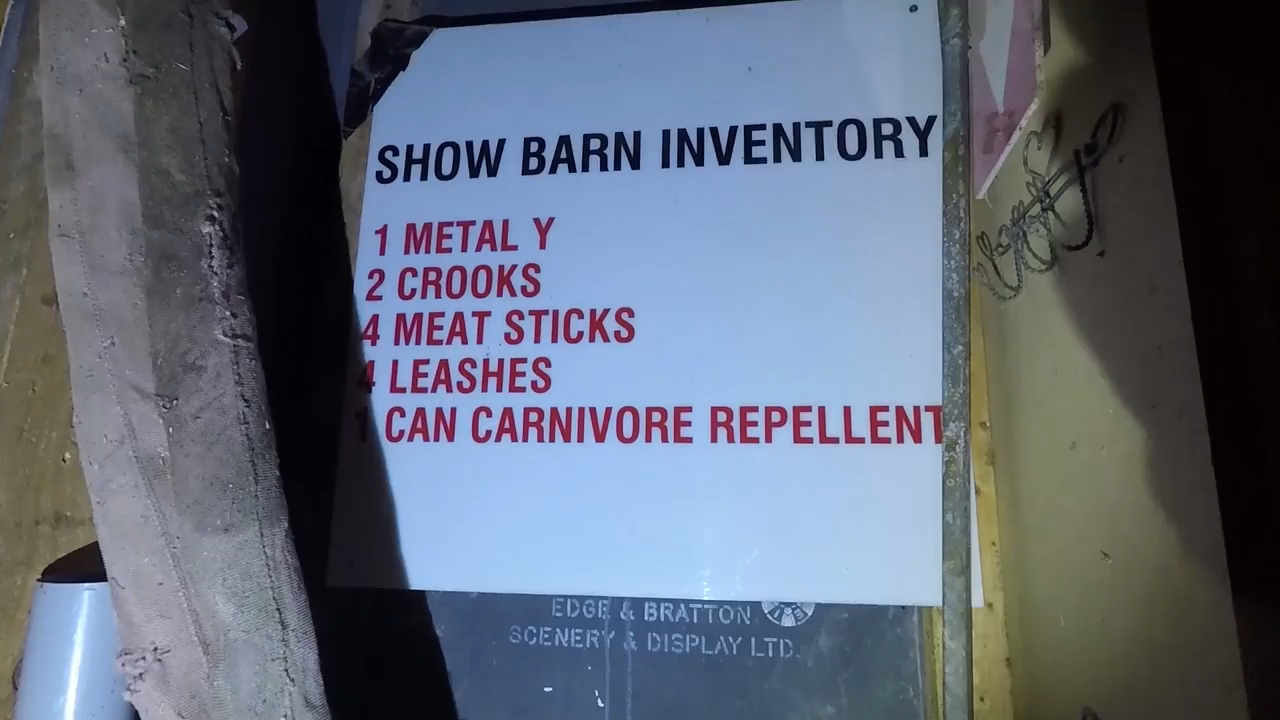 SHOW BARN INVENTORY
1 METAL Y
2 CROOKS
4 MEAT STICKS
4 LEASHES
1 CAN CARNIVORE REPELLENT
EDGE & BRATTON
SCENERY & DISPLAY LTD.